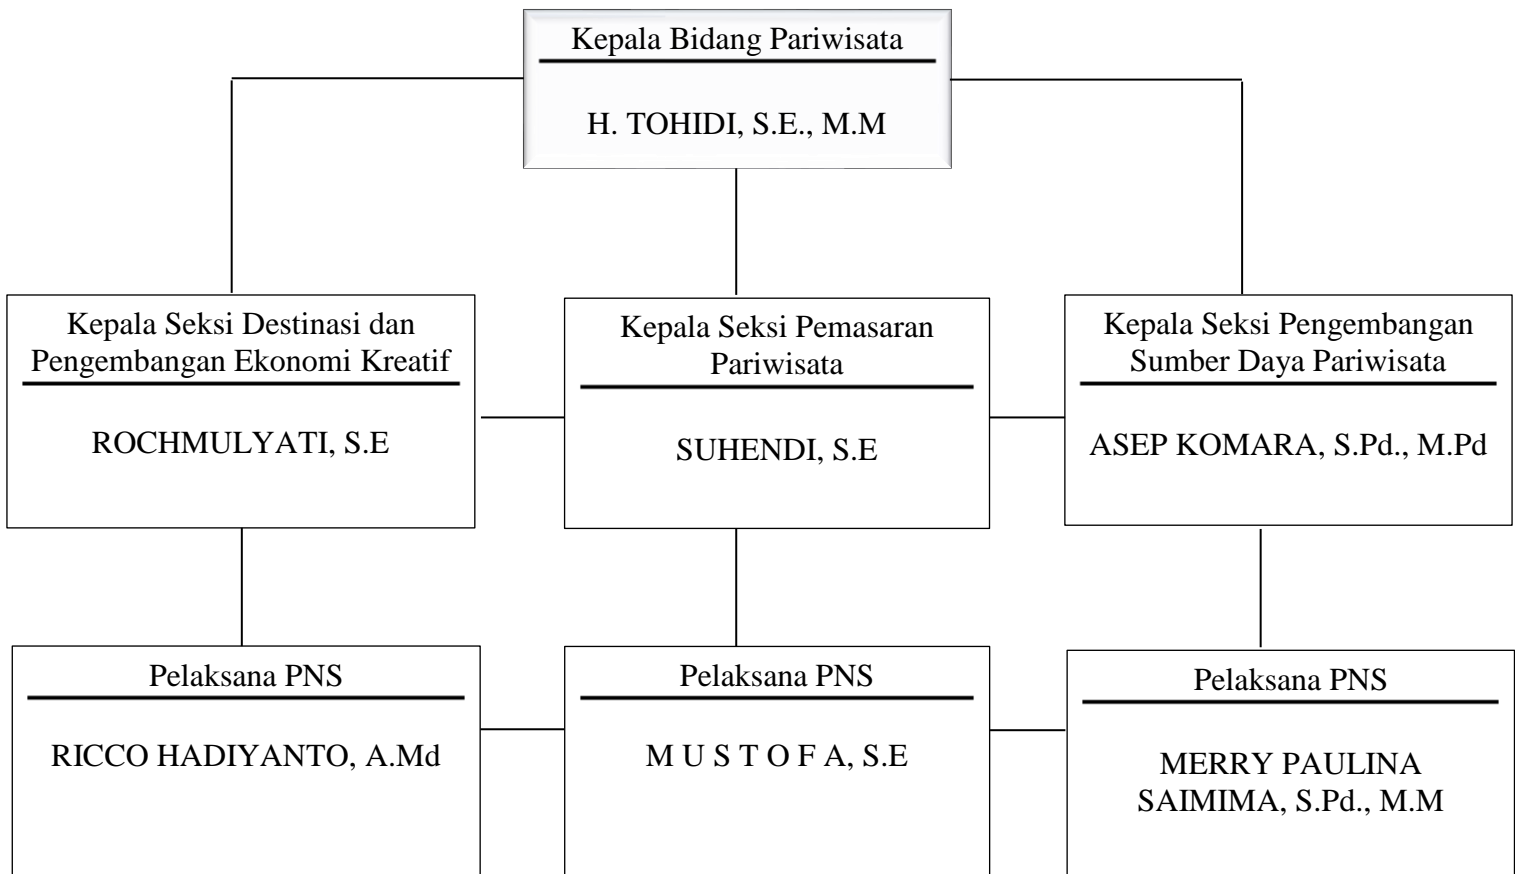 Kepala Bidang Pariwisata
H. TOHIDI, S.E., M.M
Kepala Seksi Destinasi dan
Pengembangan Ekonomi Kreatif
ROCHMULYATI, S.E
Kepala Seksi Pemasaran
Pariwisata
SUHENDI, S.E
Kepala Seksi Pengembangan
Sumber Daya Pariwisata
ASEP KOMARA, S.Pd., M.Pd
Pelaksana PNS
RICCO HADIYANTO, A.Md
Pelaksana PNS
M U S T O F A, S.E
Pelaksana PNS
MERRY PAULINA
SAIMIMA, S.Pd., M.M